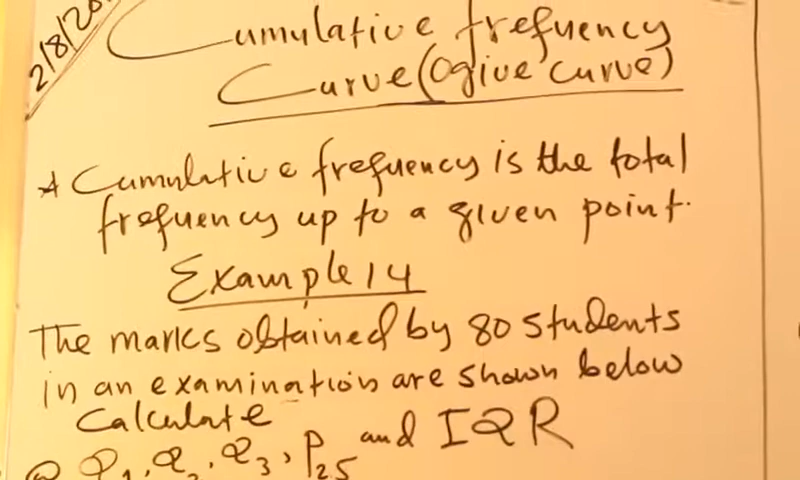 2/8/20
Cumulative frequency
Curve (Ogive curve)
* Cumulative frequency is the total
frequency up to a given point.
Example 14
The marks obtained by 80 students
in an examination are shown below
Calculate
@ Q1, Q2, Q3, P25 and IQR